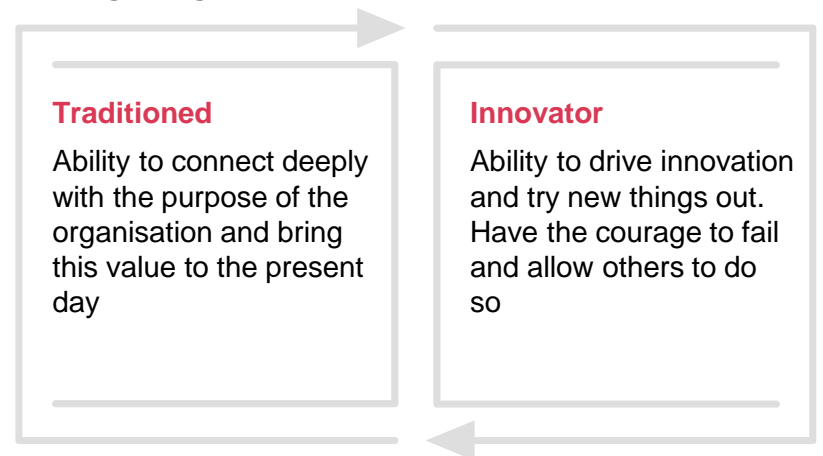 Traditioned
Ability to connect deeply
with the purpose of the
organisation and bring
this value to the present
day
Innovator
Ability to drive innovation
and try new things out.
Have the courage to fail
and allow others to do
so